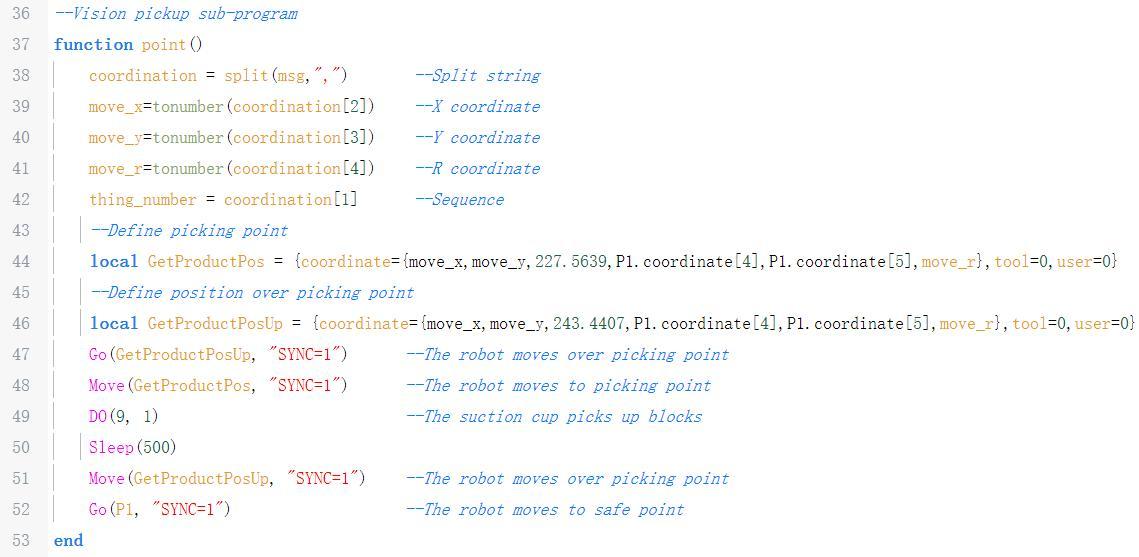 36 --Vision pickup sub-program
37 function point()
38 coordination = split(msg,",") --Split string
39 move_x=tonumber(coordination[2]) --X coordinate
40 move_y=tonumber(coordination[3]) --Y coordinate
41 move_r=tonumber(coordination[4]) --R coordinate
42 thing_number = coordination[1] --Sequence
43 --Define picking point
44 local GetProductPos = {coordinate={move_x,move_y,227.5639,P1.coordinate[4],P1.coordinate[5],move_r},tool=0,user=0}
45 --Define position over picking point
46 local GetProductPosUp = {coordinate={move_x,move_y,243.4407,P1.coordinate[4],P1.coordinate[5],move_r},tool=0,user=0}
47 Go(GetProductPosUp, "SYNC=1") --The robot moves over picking point
48 Move(GetProductPos, "SYNC=1") --The robot moves to picking point
49 DO(9, 1) --The suction cup picks up blocks
50 Sleep(500)
51 Move(GetProductPosUp, "SYNC=1") --The robot moves over picking point
52 Go(P1, "SYNC=1") --The robot moves to safe point
53 end